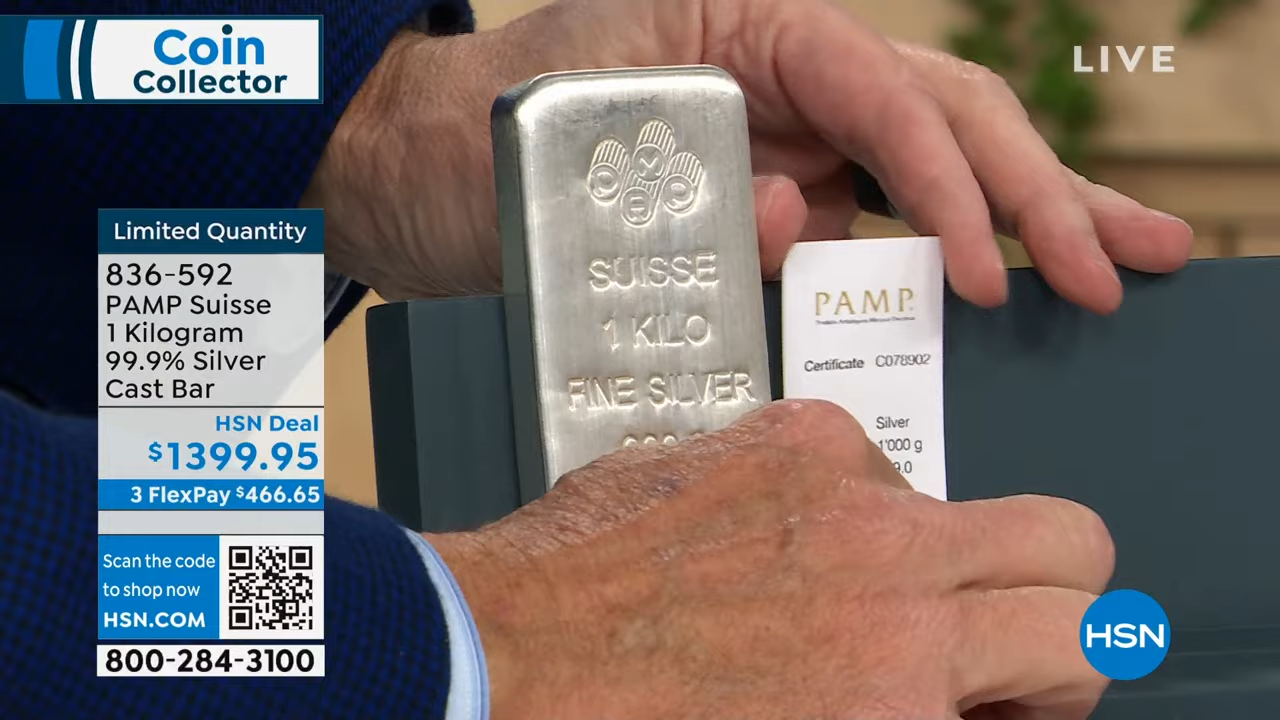 Coin
Collector
LIVE
Limited Quantity
836-592
PAMP Suisse
1 Kilogram
99.9% Silver
Cast Bar
HSN Deal
$1399.95
3 FlexPay $466.65
Scan the code
to shop now
HSN.COM
800-284-3100
PAMP
SUISSE
1 KILO
FINE SILVER
PAMP
Certificate C078902
Silver
1'000 g
HSN